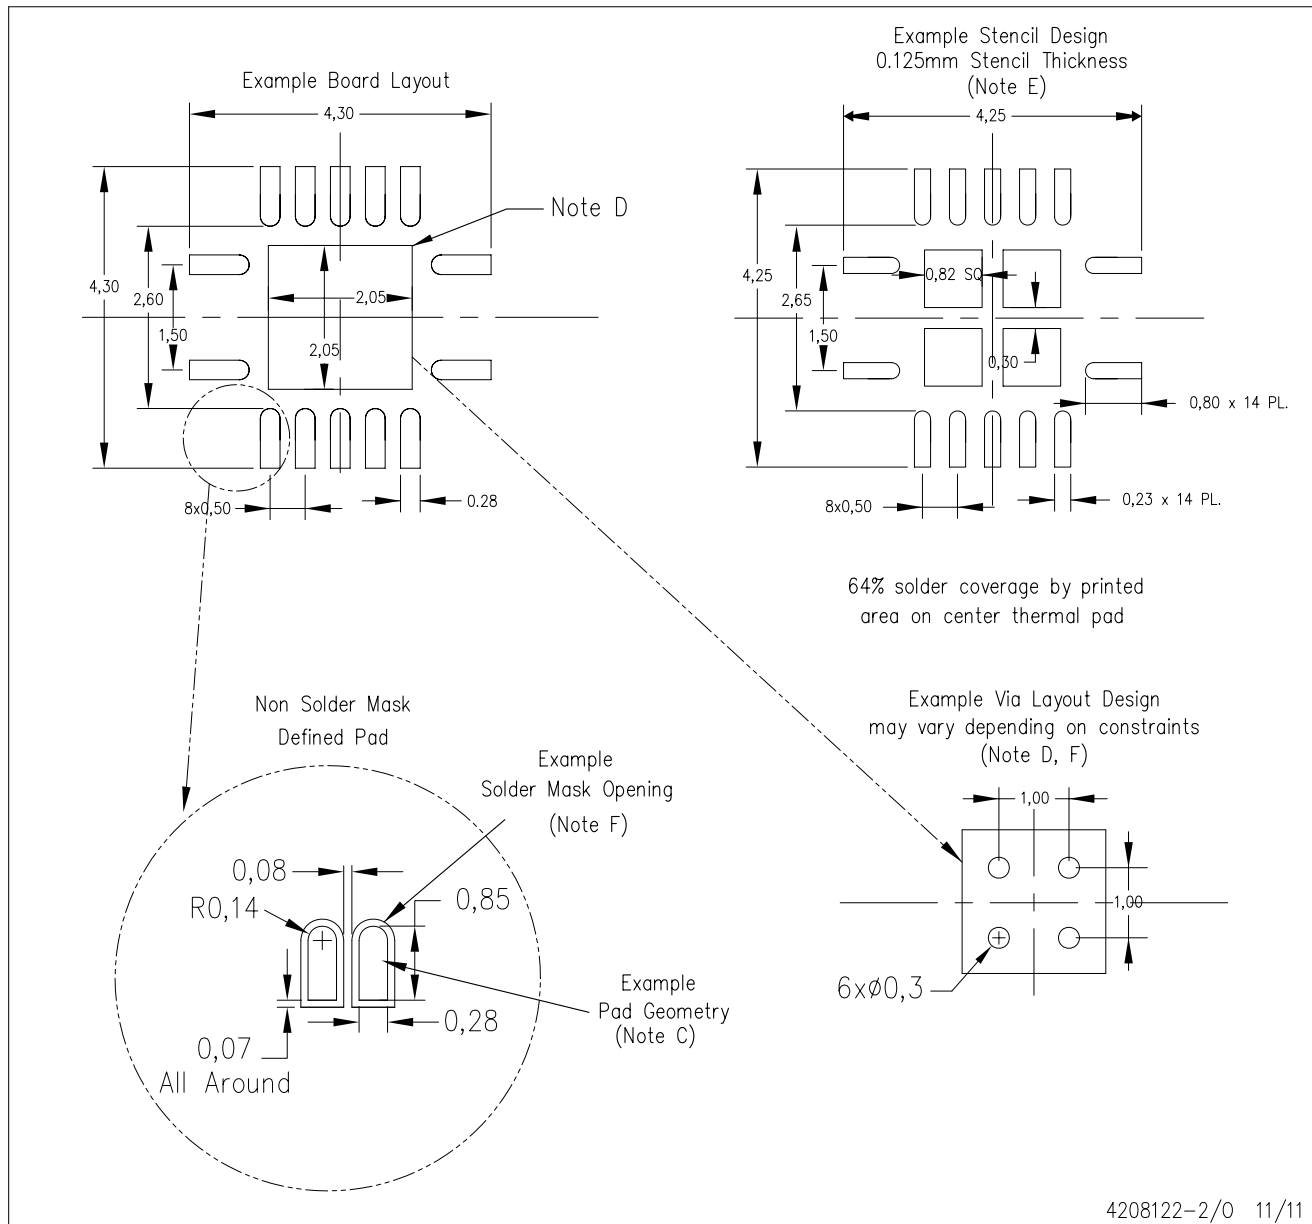 Example Board Layout
4,30
4,30
2,60
1,50
2,05
2,05
Note D
8x0,50
0.28
Example Stencil Design
0.125mm Stencil Thickness
(Note E)
4,25
4,25
2,65
1,50
0,82 SQ
0,30
0,80 x 14 PL.
8x0,50
0,23 x 14 PL.
64% solder coverage by printed
area on center thermal pad
Non Solder Mask
Defined Pad
Example
Solder Mask Opening
(Note F)
0,08
R0,14
0,85
Example
Pad Geometry
(Note C)
0,28
0,07
All Around
Example Via Layout Design
may vary depending on constraints
(Note D, F)
1,00
1,00
6xø0,3
4208122-2/O 11/11